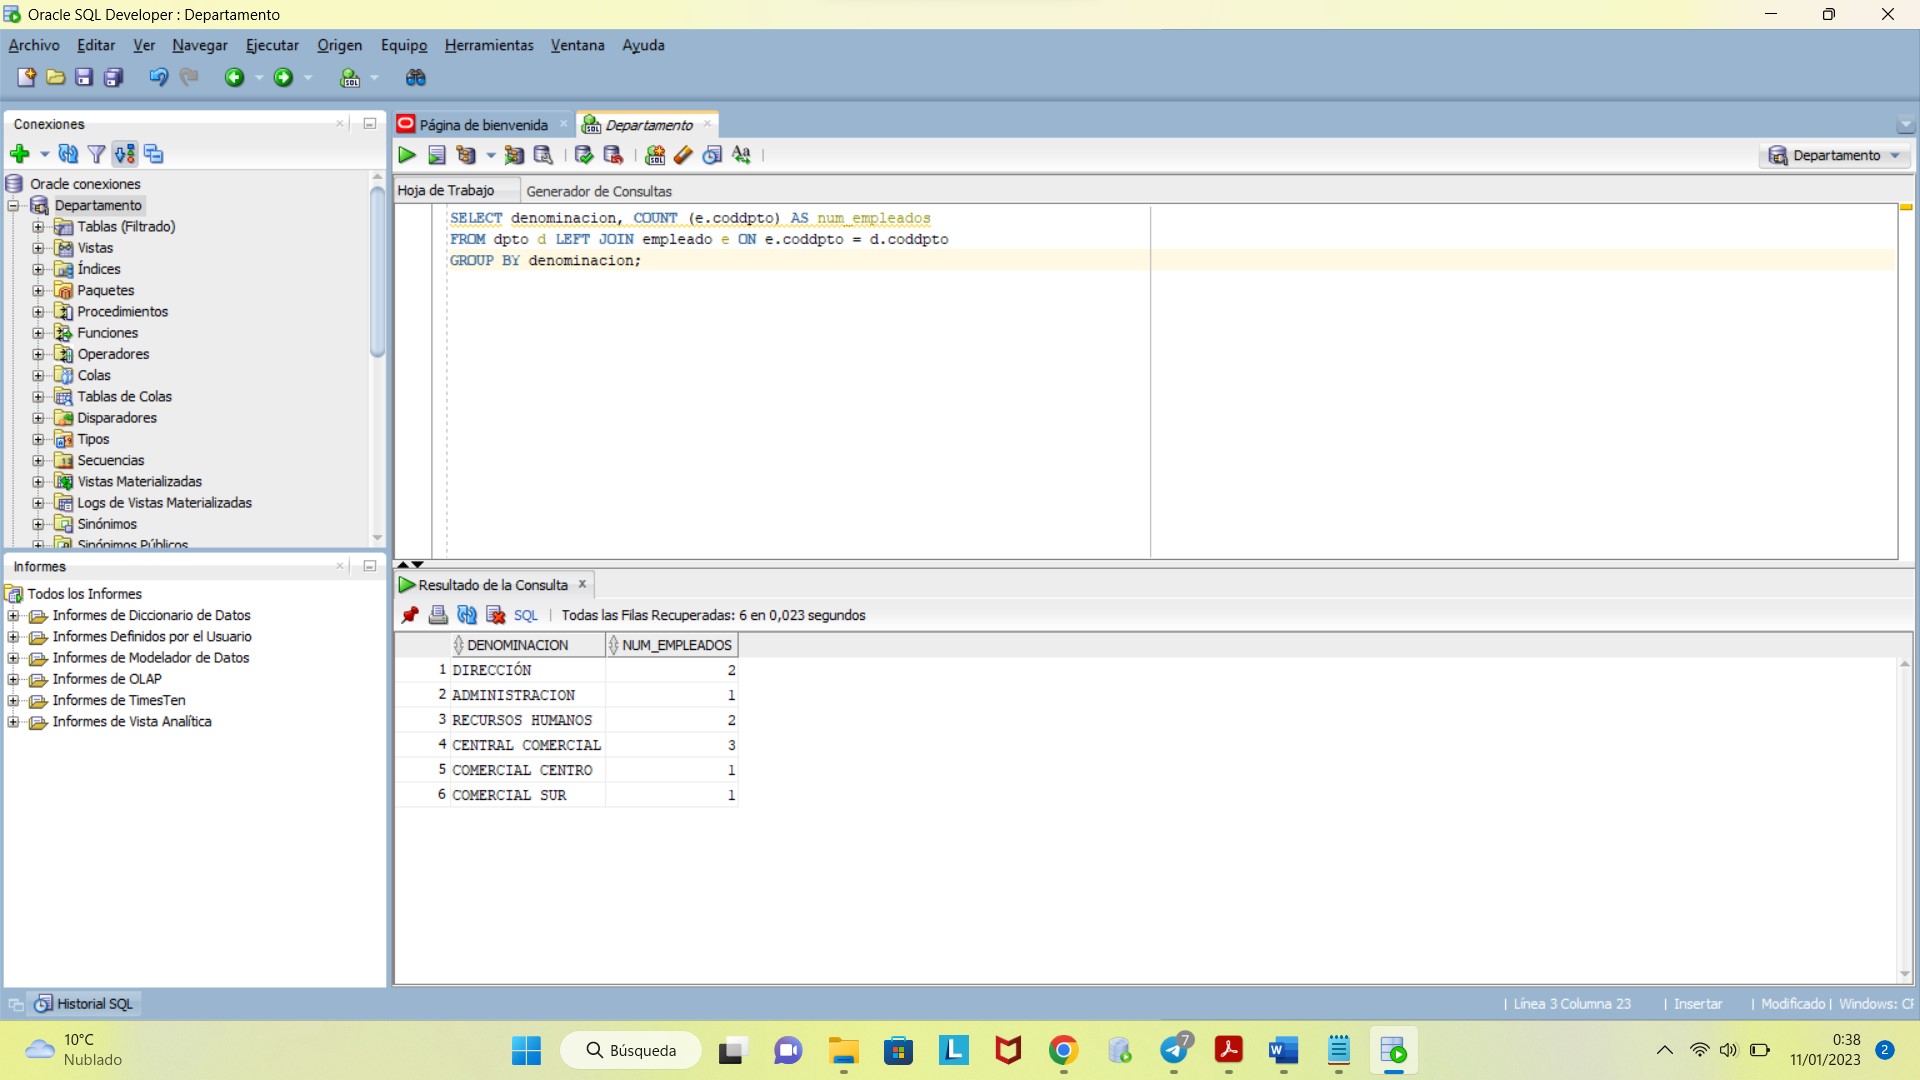 Oracle SQL Developer : Departamento
Archivo Editar Ver Navegar Ejecutar Origen Equipo Herramientas Ventana Ayuda
Conexiones
Oracle conexiones
Departamento
Tablas (Filtrado)
Vistas
Índices
Paquetes
Procedimientos
Funciones
Operadores
Colas
Tablas de Colas
Disparadores
Tipos
Secuencias
Vistas Materializadas
Logs de Vistas Materializadas
Sinónimos
Sinónimos Públicos
Informes
Todos los Informes
Informes de Diccionario de Datos
Informes Definidos por el Usuario
Informes de Modelador de Datos
Informes de OLAP
Informes de TimesTen
Informes de Vista Analítica
Página de bienvenida Departamento
Departamento
Hoja de Trabajo Generador de Consultas
SELECT denominacion, COUNT (e.coddpto) AS num_empleados
FROM dpto d LEFT JOIN empleado e ON e.coddpto = d.coddpto
GROUP BY denominacion;
Resultado de la Consulta
SQL | Todas las Filas Recuperadas: 6 en 0,023 segundos
DENOMINACION NUM_EMPLEADOS
1 DIRECCIÓN 2
2 ADMINISTRACION 1
3 RECURSOS HUMANOS 2
4 CENTRAL COMERCIAL 3
5 COMERCIAL CENTRO 1
6 COMERCIAL SUR 1
Historial SQL
| Línea 3 Columna 23 | Insertar | Modificado | Windows: CF
10°C
Nublado
Búsqueda
7
0:38
11/01/2023
2